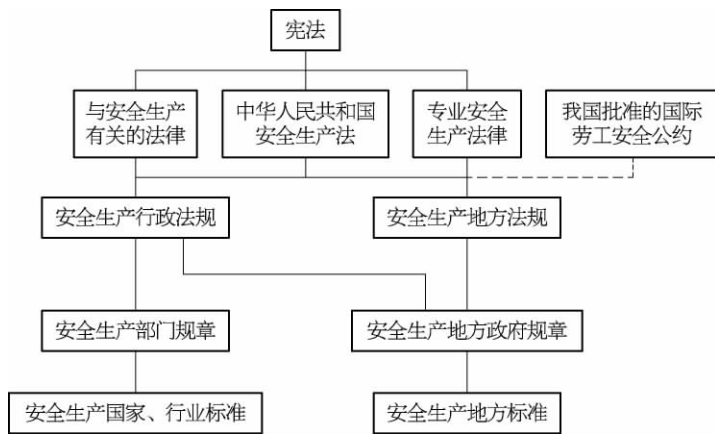 宪法
与安全生产
有关的法律
中华人民共和国
安全生产法
专业安全
生产法律
我国批准的国际
劳工安全公约
安全生产行政法规
安全生产地方法规
安全生产部门规章
安全生产地方政府规章
安全生产国家、行业标准
安全生产地方标准